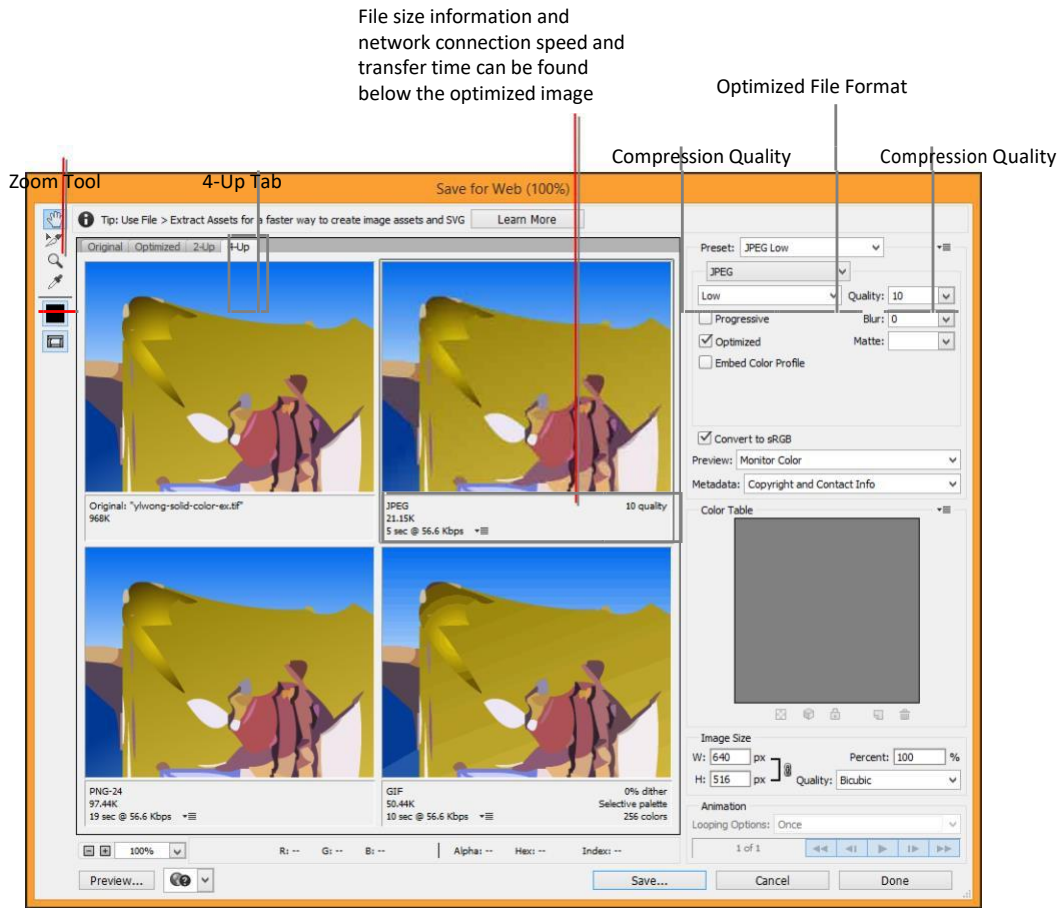 File size information and
network connection speed and
transfer time can be found
below the optimized image
Optimized File Format
Compression Quality
Compression Quality
Zoom Tool
4-Up Tab
Save for Web (100%)
Tip: Use File > Extract Assets for a faster way to create image assets and SVG
Learn More
Original
Optimized
2-Up
4-Up
Preset: JPEG Low
JPEG
Low
Quality: 10
Progressive
Blur: 0
Optimized
Matte:
Embed Color Profile
Convert to sRGB
Preview: Monitor Color
Metadata: Copyright and Contact Info
Original: "ylwong-solid-color-ex.tif"
968K
JPEG
10 quality
21.15K
5 sec @ 56.6 Kbps
Color Table
PNG-24
97.44K
19 sec @ 56.6 Kbps
GIF
0% dither
50.44K
Selective palette
10 sec @ 56.6 Kbps
256 colors
Image Size
W: 640 px
Percent: 100 %
H: 516 px
Quality: Bicubic
Animation
Looping Options: Once
1 of 1
100%
R: --
G: --
B: --
Alpha: --
Hex: --
Index: --
Preview...
Save...
Cancel
Done